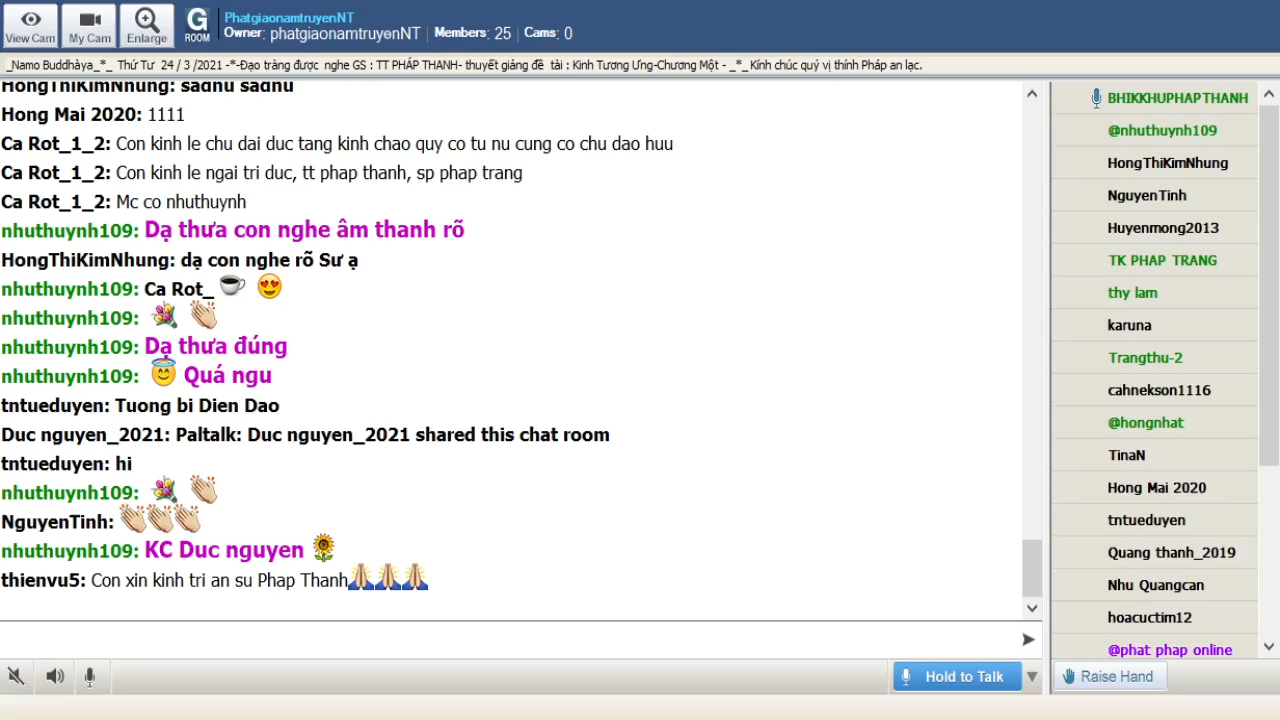 View Cam
My Cam
Enlarge
G
ROOM
PhatgiaonamtruyenNT
Owner: phatgiaonamtruyenNT | Members: 25 | Cams: 0
_Namo Buddhàya_*_ Thứ Tư 24 / 3 /2021 -*-Đạo tràng được nghe GS : TT PHÁP THANH- thuyết giảng đề tài : Kinh Tương Ưng-Chương Một - _*_Kính chúc quý vị thính Pháp an lạc.
HongThiKimNhung: sadhu sadhu
Hong Mai 2020: 1111
Ca Rot_1_2: Con kinh le chu dai duc tang kinh chao quy co tu nu cung co chu dao huu
Ca Rot_1_2: Con kinh le ngai tri duc, tt phap thanh, sp phap trang
Ca Rot_1_2: Mc co nhuthuynh
nhuthuynh109: Dạ thưa con nghe âm thanh rõ
HongThiKimNhung: dạ con nghe rõ Sư ạ
nhuthuynh109: Ca Rot_ ☕ 😍
nhuthuynh109: 💐 👏
nhuthuynh109: Dạ thưa đúng
nhuthuynh109: 😇 Quá ngu
tntueduyen: Tuong bi Dien Dao
Duc nguyen_2021: Paltalk: Duc nguyen_2021 shared this chat room
tntueduyen: hi
nhuthuynh109: 💐 👏
NguyenTinh: 👏👏👏
nhuthuynh109: KC Duc nguyen 🌻
thienvu5: Con xin kinh tri an su Phap Thanh🙏🙏🙏
Hold to Talk
BHIKKHUPHAPTHANH
@nhuthuynh109
HongThiKimNhung
NguyenTinh
Huyenmong2013
TK PHAP TRANG
thy lam
karuna
Trangthu-2
cahnekson1116
@hongnhat
TinaN
Hong Mai 2020
tntueduyen
Quang thanh_2019
Nhu Quangcan
hoacuctim12
@phat phap online
Raise Hand